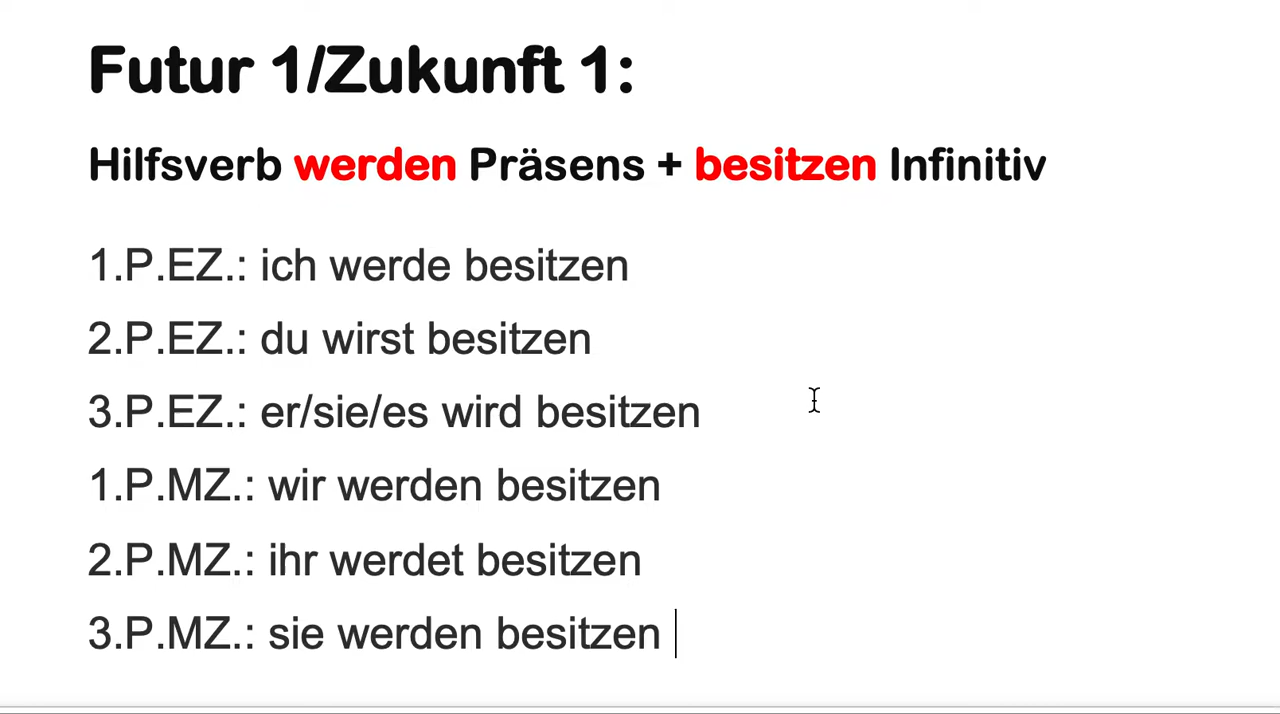 Futur 1/Zukunft 1:
Hilfsverb werden Präsens + besitzen Infinitiv
1.P.EZ.: ich werde besitzen
2.P.EZ.: du wirst besitzen
3.P.EZ.: er/sie/es wird besitzen
1.P.MZ.: wir werden besitzen
2.P.MZ.: ihr werdet besitzen
3.P.MZ.: sie werden besitzen